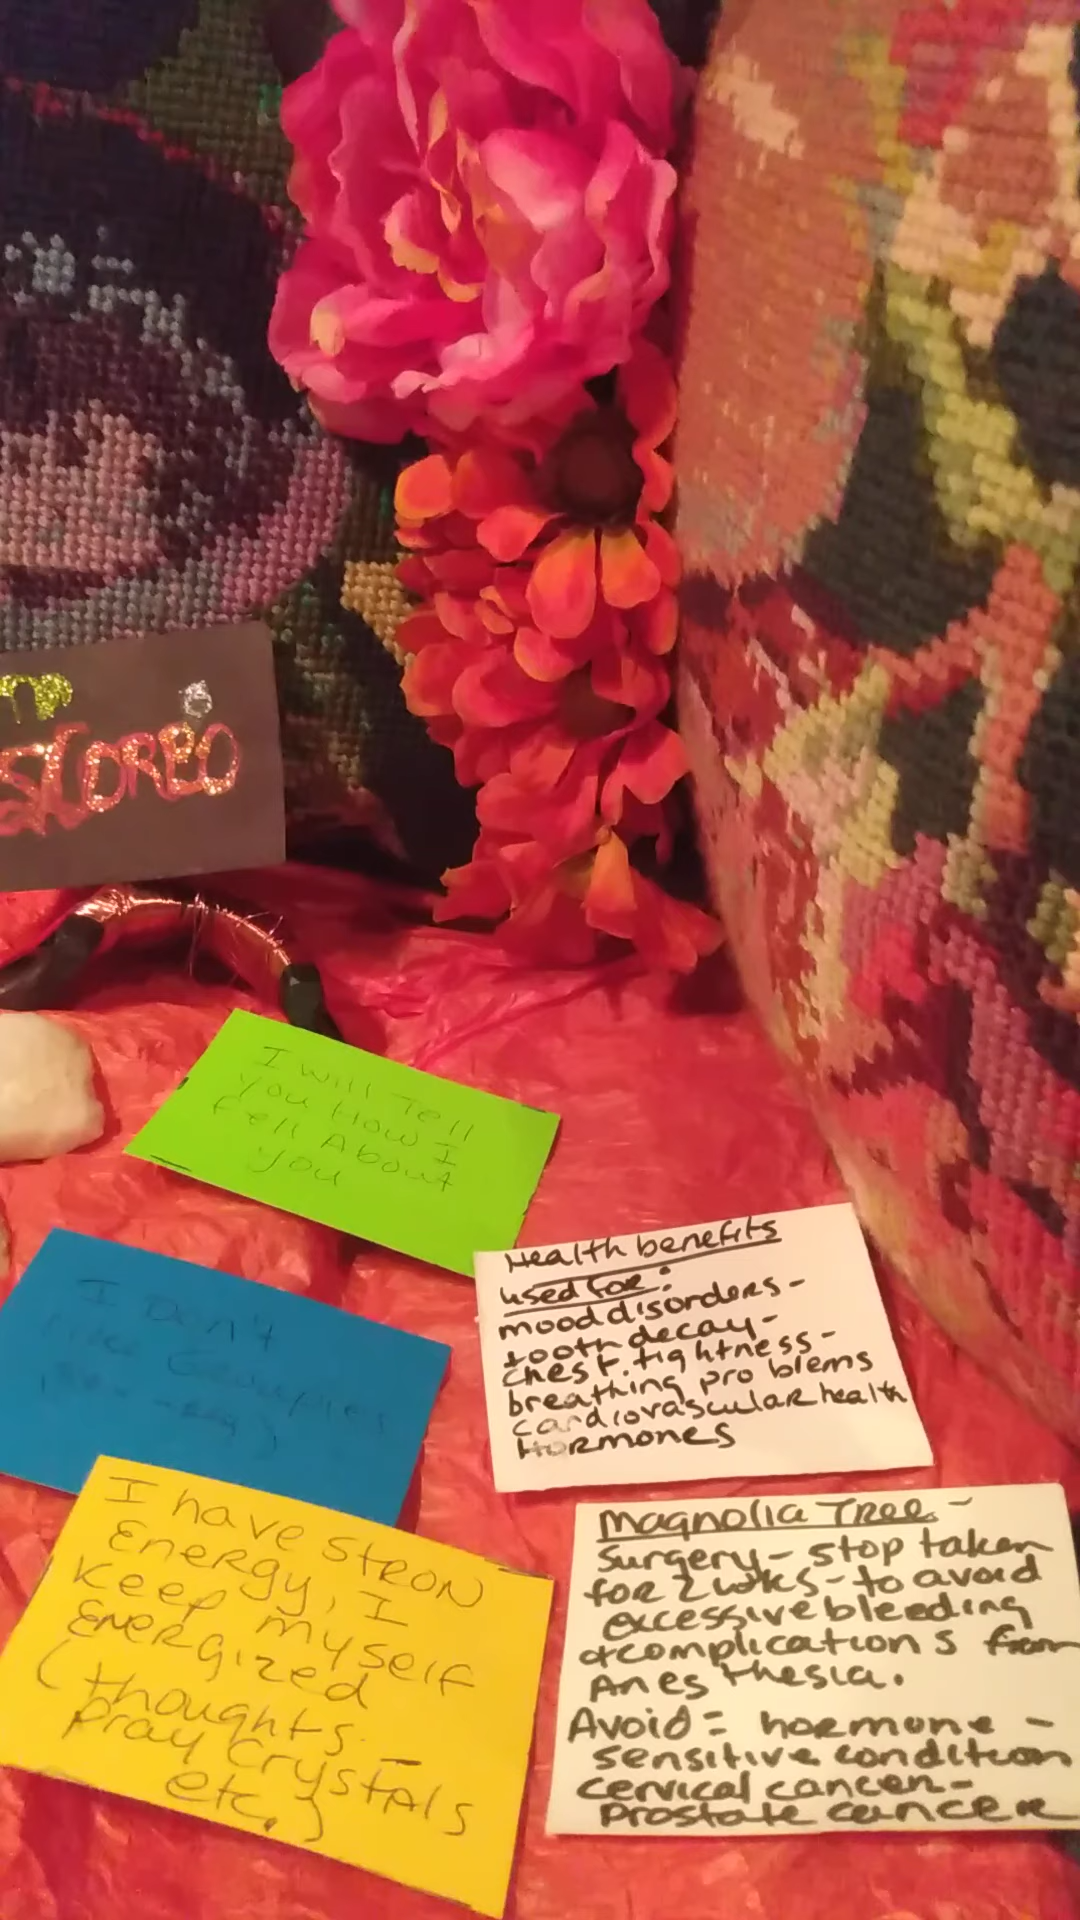 I will Tell
You How I
fell About
you
I Don't
Health benefits
used for:
mood disorders-
tooth decay-
chest. tightness-
breathing problems
cardiovascular health
Hormones
I have stron
Energy, I
Keep myself
Energized
(thoughts.
Pray Crystals
etc.)
Magnolia Tree-
Surgery- stop taken
for 2 wks- to avoid
excessive bleeding
&complications from
Anesthesia.
Avoid= hormone-
sensitive condition
cervical cancer-
Prostate cancer